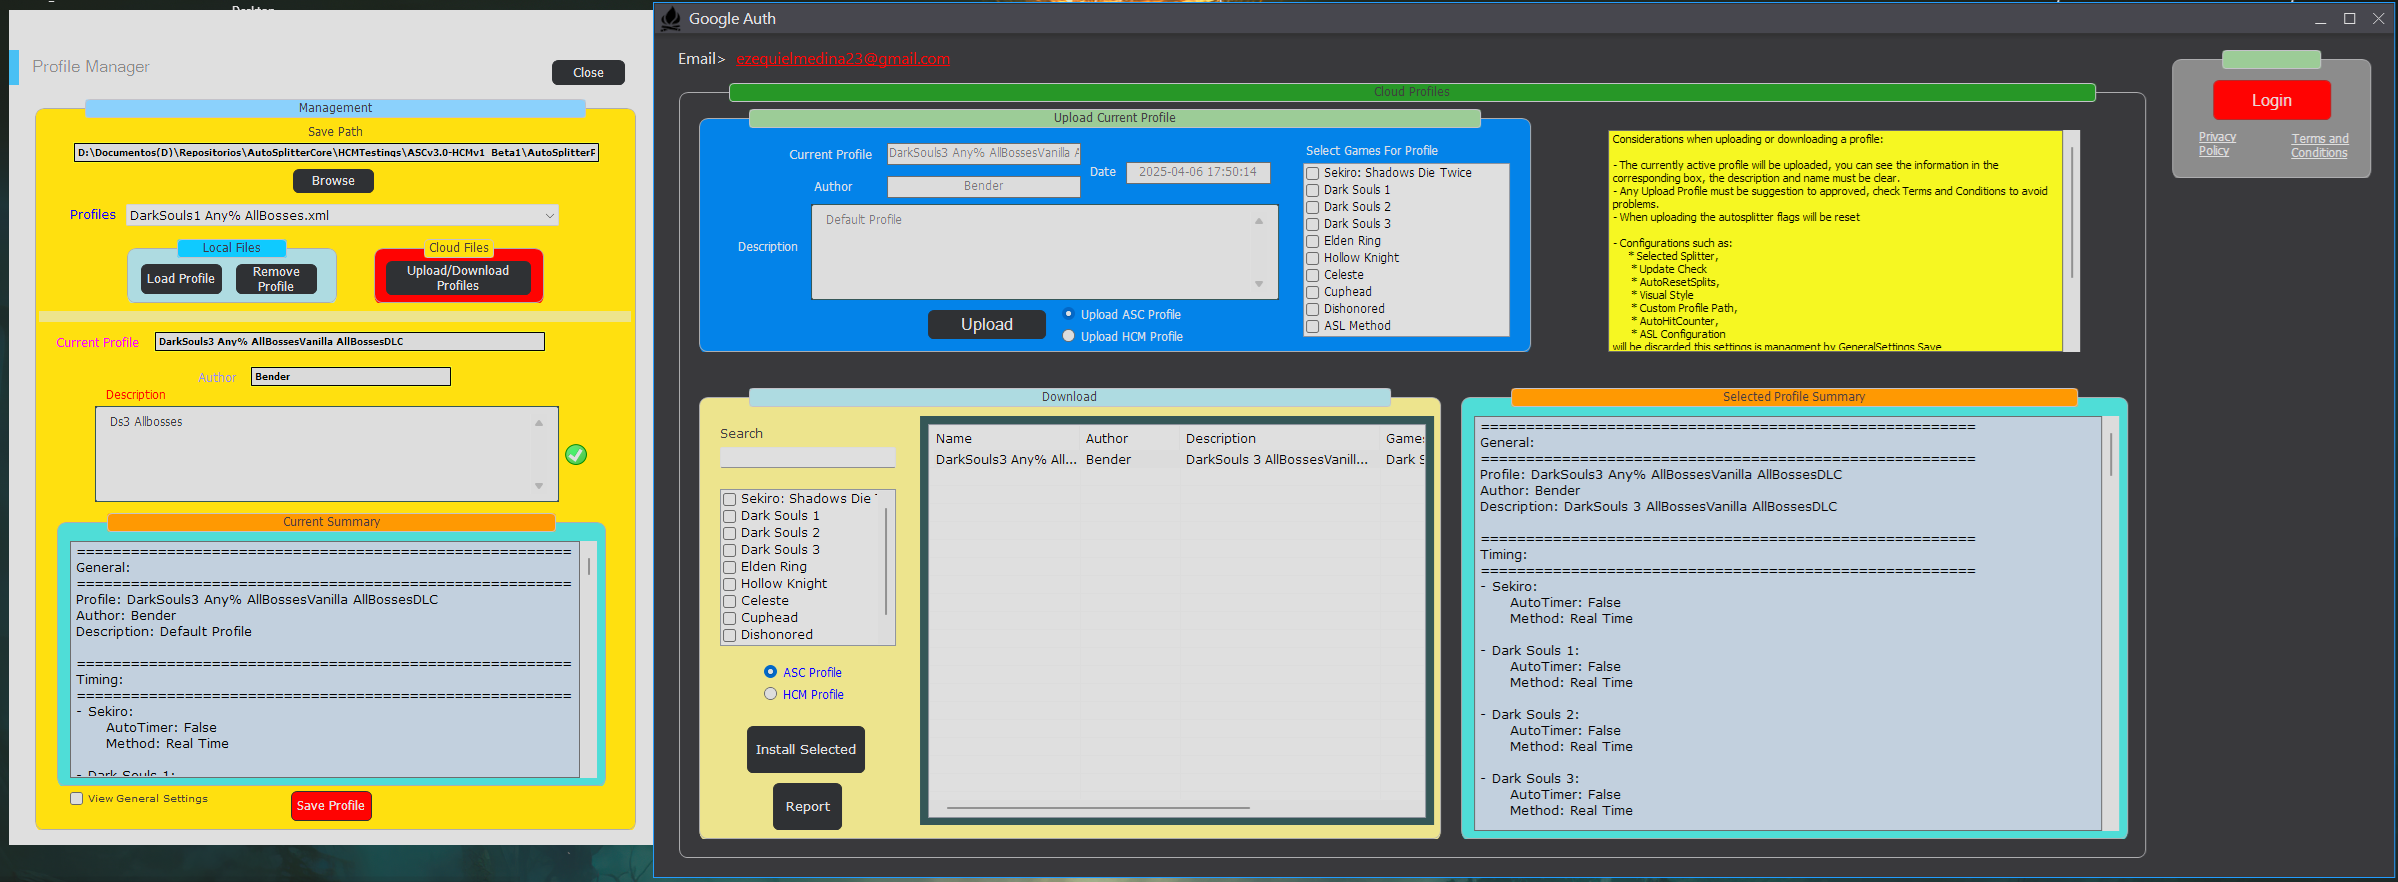 Profile Manager
Close
Management
Save Path
D:\Documentos(D)\Repositorios\AutoSplitterCore\HCMTestings\ASCv3.0-HCMv1 Beta1\AutoSplitterF
Browse
Profiles
DarkSouls1 Any% AllBosses.xml
Local Files
Load Profile
Remove
Profile
Cloud Files
Upload/Download
Profiles
Current Profile
DarkSouls3 Any% AllBossesVanilla AllBossesDLC
Author
Bender
Description
Ds3 Allbosses
Current Summary
=======================================================
General:
=======================================================
Profile: DarkSouls3 Any% AllBossesVanilla AllBossesDLC
Author: Bender
Description: Default Profile
=======================================================
Timing:
=======================================================
- Sekiro:
AutoTimer: False
Method: Real Time
- Dark Souls 1:
View General Settings
Save Profile
Google Auth
Email>
ezequielmedina23@gmail.com
Cloud Profiles
Upload Current Profile
Current Profile
DarkSouls3 Any% AllBossesVanilla A
Date
2025-04-06 17:50:14
Author
Bender
Description
Default Profile
Upload
Upload ASC Profile
Upload HCM Profile
Select Games For Profile
Sekiro: Shadows Die Twice
Dark Souls 1
Dark Souls 2
Dark Souls 3
Elden Ring
Hollow Knight
Celeste
Cuphead
Dishonored
ASL Method
Considerations when uploading or downloading a profile:
- The currently active profile will be uploaded, you can see the information in the
corresponding box, the description and name must be clear.
- Any Upload Profile must be suggestion to approved, check Terms and Conditions to avoid
problems.
- When uploading the autosplitter flags will be reset
- Configurations such as:
* Selected Splitter,
* Update Check
* AutoResetSplits,
* Visual Style
* Custom Profile Path,
* AutoHitCounter,
* ASL Configuration
will be discarded this settings is managment by GeneralSettings Save
Login
Privacy
Policy
Terms and
Conditions
Download
Search
Sekiro: Shadows Die
Dark Souls 1
Dark Souls 2
Dark Souls 3
Elden Ring
Hollow Knight
Celeste
Cuphead
Dishonored
ASC Profile
HCM Profile
Install Selected
Report
Name Author Description Games
DarkSouls3 Any% All... Bender DarkSouls 3 AllBossesVanill... Dark S
Selected Profile Summary
=======================================================
General:
=======================================================
Profile: DarkSouls3 Any% AllBossesVanilla AllBossesDLC
Author: Bender
Description: DarkSouls 3 AllBossesVanilla AllBossesDLC
=======================================================
Timing:
=======================================================
- Sekiro:
AutoTimer: False
Method: Real Time
- Dark Souls 1:
AutoTimer: False
Method: Real Time
- Dark Souls 2:
AutoTimer: False
Method: Real Time
- Dark Souls 3:
AutoTimer: False
Method: Real Time